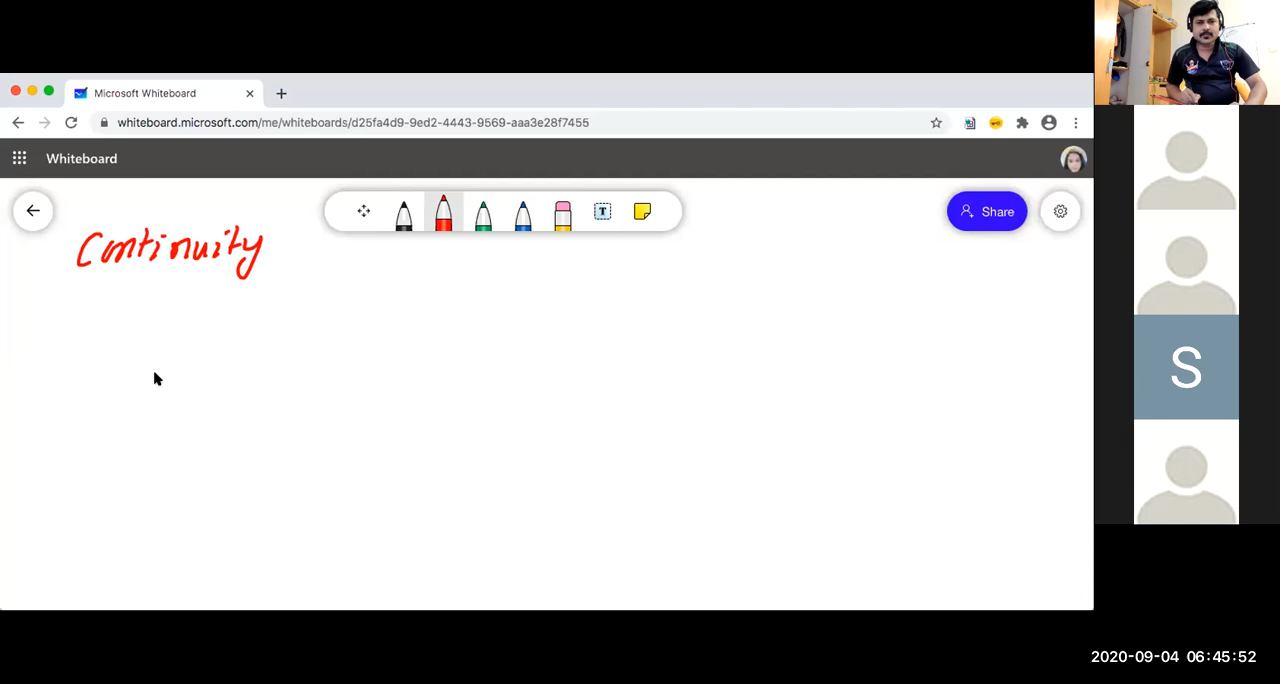 Microsoft Whiteboard
whiteboard.microsoft.com/me/whiteboards/d25fa4d9-9ed2-4443-9569-aaa3e28f7455
Whiteboard
T
Share
Continuity
S
2020-09-04 06:45:52